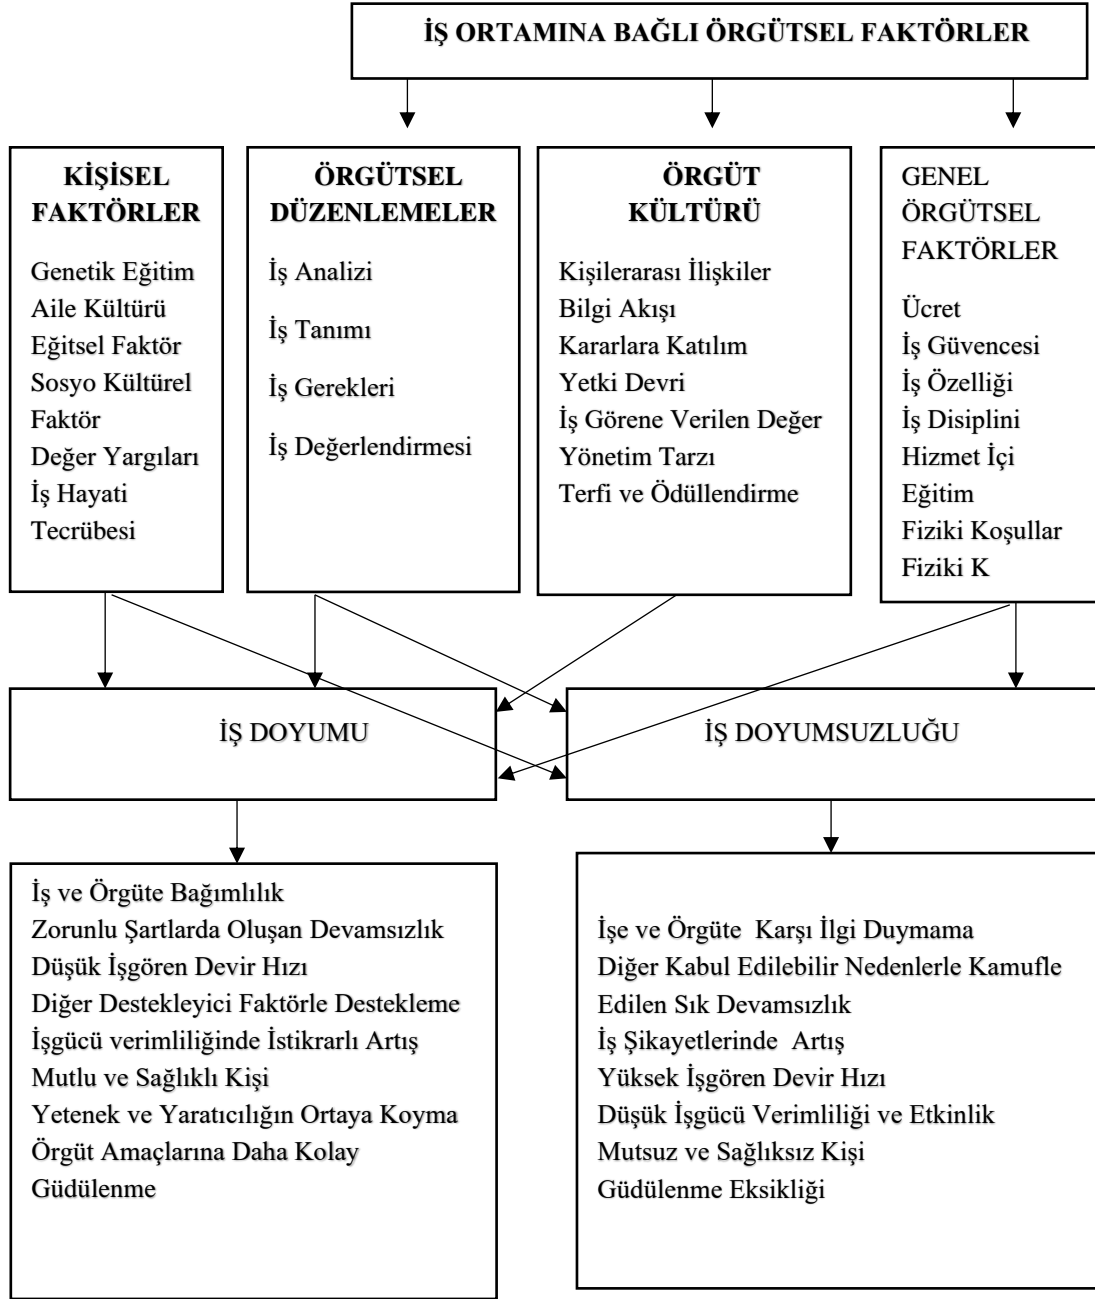 İŞ ORTAMINA BAĞLI ÖRGÜTSEL FAKTÖRLER
KİŞİSEL
FAKTÖRLER
Genetik Eğitim
Aile Kültürü
Eğitsel Faktör
Sosyo Kültürel
Faktör
Değer Yargıları
İş Hayati
Tecrübesi
ÖRGÜTSEL
DÜZENLEMELER
İş Analizi
İş Tanımı
İş Gerekleri
İş Değerlendirmesi
ÖRGÜT
KÜLTÜRÜ
Kişilerarası İlişkiler
Bilgi Akışı
Kararlara Katılım
Yetki Devri
İş Görene Verilen Değer
Yönetim Tarzı
Terfi ve Ödüllendirme
GENEL
ÖRGÜTSEL
FAKTÖRLER
Ücret
İş Güvencesi
İş Özelliği
İş Disiplini
Hizmet İçi
Eğitim
Fiziki Koşullar
Fiziki K
İŞ DOYUMU
İŞ DOYUMSUZLUĞU
İş ve Örgüte Bağımlılık
Zorunlu Şartlarda Oluşan Devamsızlık
Düşük İşgören Devir Hızı
Diğer Destekleyici Faktörle Destekleme
İşgücü verimliliğinde İstikrarlı Artış
Mutlu ve Sağlıklı Kişi
Yetenek ve Yaratıcılığın Ortaya Koyma
Örgüt Amaçlarına Daha Kolay
Güdülenme
İşe ve Örgüte Karşı İlgi Duymama
Diğer Kabul Edilebilir Nedenlerle Kamufle
Edilen Sık Devamsızlık
İş Şikayetlerinde Artış
Yüksek İşgören Devir Hızı
Düşük İşgücü Verimliliği ve Etkinlik
Mutsuz ve Sağlıksız Kişi
Güdülenme Eksikliği